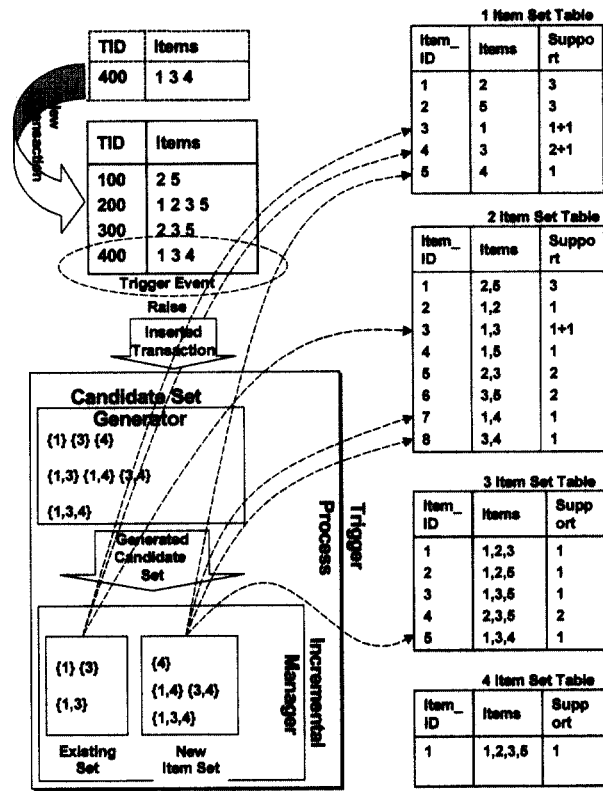 TID Items
400 1 3 4
New Transaction
TID Items
100 2 5
200 1 2 3 5
300 2 3 5
400 1 3 4
Trigger Event
Raise
Inserted
Transaction
Candidate Set
Generator
{1} {3} {4}
{1,3} {1,4} {3,4}
{1,3,4}
Generated
Candidate
Set
Trigger
Process
Incremental
Manager
{1} {3}
{1,3}
Existing
Set
{4}
{1,4} {3,4}
{1,3,4}
New
Item Set
1 Item Set Table
Item_ Items Suppo
ID rt
1 2 3
2 5 3
3 1 1+1
4 3 2+1
5 4 1
2 Item Set Table
Item_ Items Suppo
ID rt
1 2,5 3
2 1,2 1
3 1,3 1+1
4 1,5 1
5 2,3 2
6 3,5 2
7 1,4 1
8 3,4 1
3 Item Set Table
Item_ Items Supp
ID ort
1 1,2,3 1
2 1,2,5 1
3 1,3,5 1
4 2,3,5 2
5 1,3,4 1
4 Item Set Table
Item_ Items Supp
ID ort
1 1,2,3,5 1